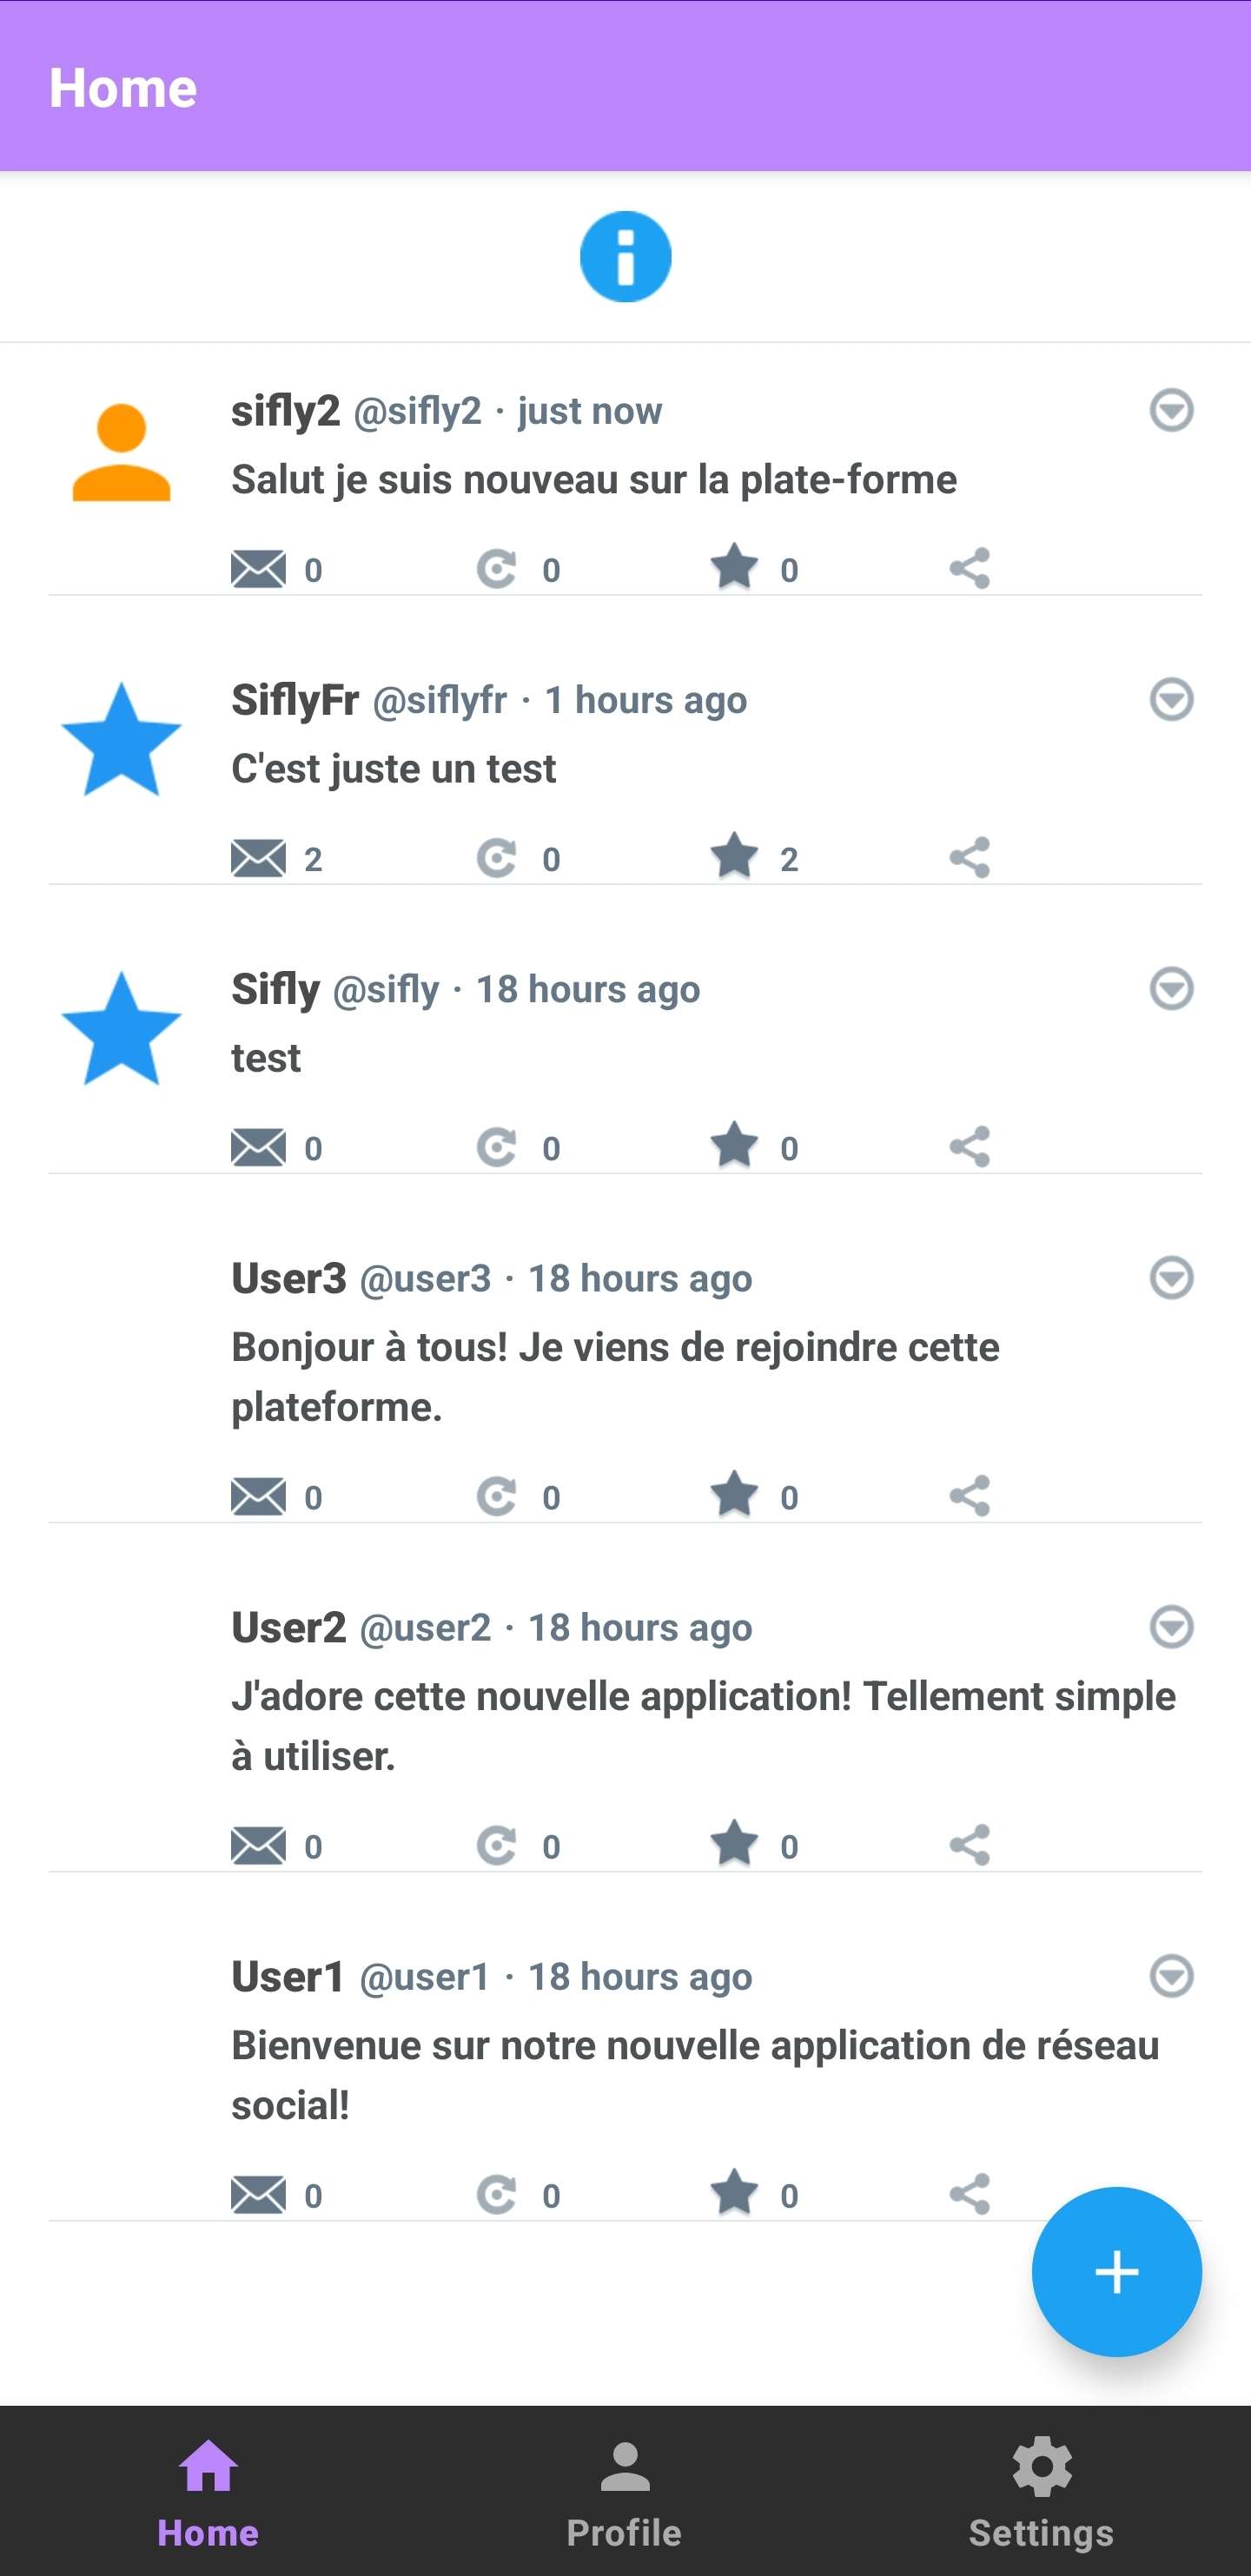 Home
sifly2 @sifly2 · just now
Salut je suis nouveau sur la plate-forme
0 0 0
SiflyFr @siflyfr · 1 hours ago
C'est juste un test
2 0 2
Sifly @sifly · 18 hours ago
test
0 0 0
User3 @user3 · 18 hours ago
Bonjour à tous! Je viens de rejoindre cette
plateforme.
0 0 0
User2 @user2 · 18 hours ago
J'adore cette nouvelle application! Tellement simple
à utiliser.
0 0 0
User1 @user1 · 18 hours ago
Bienvenue sur notre nouvelle application de réseau
social!
0 0 0
Home Profile Settings